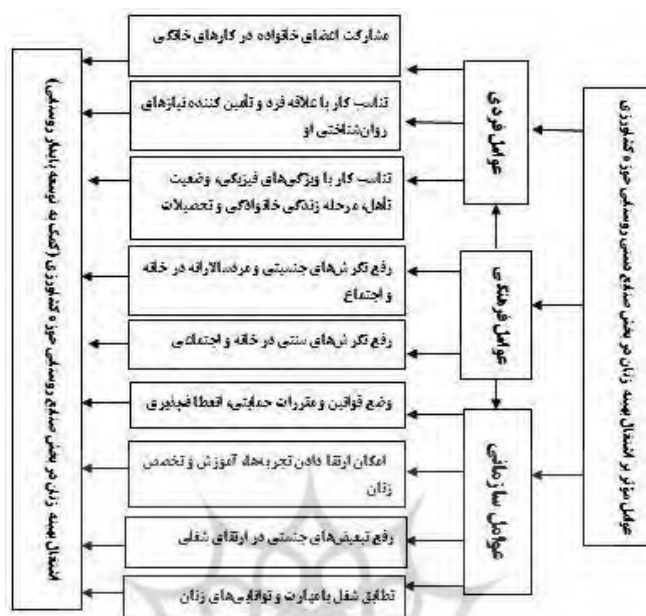 عوامل مؤثر بر اشتغال بهینه زنان در بخش صنایع دستی روستایی حوزه کشاورزی
عوامل فردی
عوامل فرهنگی
عوامل سازمانی
مشارکت اعضای خانواده در کارهای خانگی
تناسب کار با علاقه فرد و تأمین کننده نیازهای
روان‌شناختی او
تناسب کار با ویژگی‌های فیزیکی، وضعیت
تأهل، مرحله زندگی خانوادگی و تحصیلات
رفع نگرش‌های جنسیتی و مردسالارانه در خانه
و اجتماع
رفع نگرش‌های سنتی در خانه و اجتماعی
وضع قوانین و مقررات حمایتی، انعطاف‌پذیری
امکان ارتقا دادن تجربه‌ها، آموزش و تخصص
زنان
رفع تبعیض‌های جنسی در ارتقای شغلی
تطابق شغل با مهارت و توانایی‌های زنان
اشتغال بهینه زنان در بخش صنایع روستایی حوزه کشاورزی (کمک به توسعه پایدار روستایی)